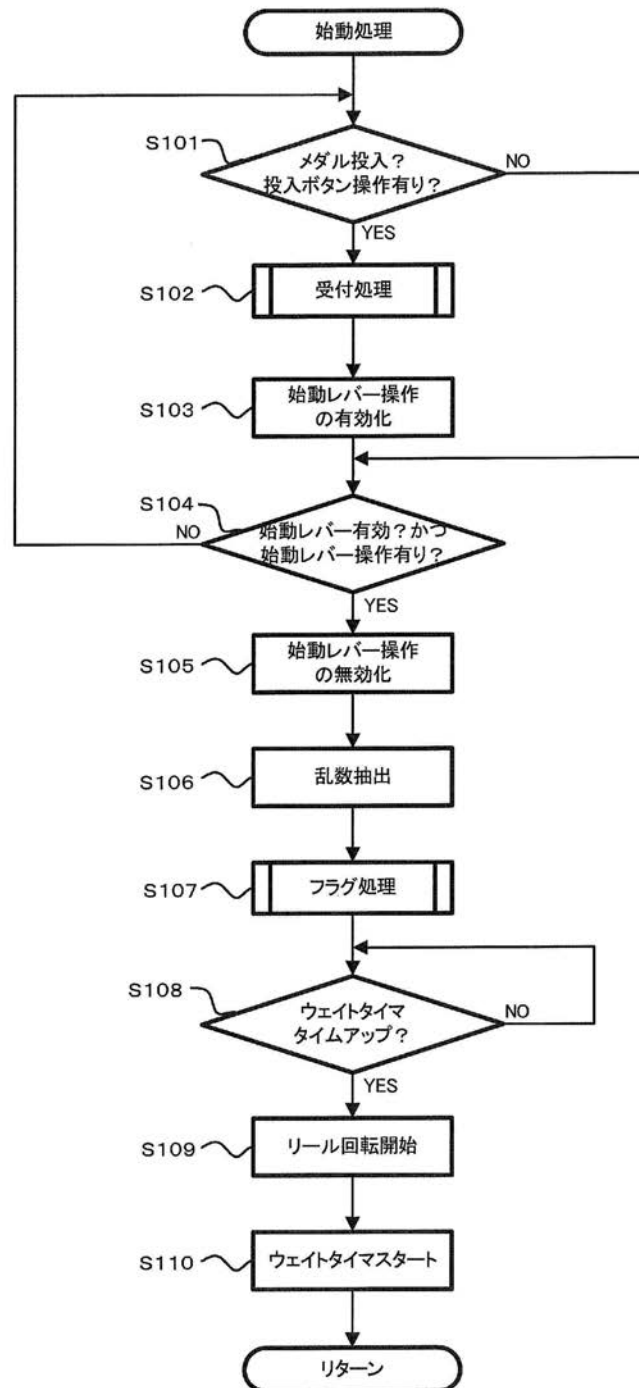 始動処理
S101
メダル投入？
投入ボタン操作有り？
NO
YES
S102
受付処理
S103
始動レバー操作
の有効化
S104
NO
始動レバー有効？かつ
始動レバー操作有り？
YES
S105
始動レバー操作
の無効化
S106
乱数抽出
S107
フラグ処理
S108
ウェイトタイマ
タイムアップ？
NO
YES
S109
リール回転開始
S110
ウェイトタイマスタート
リターン